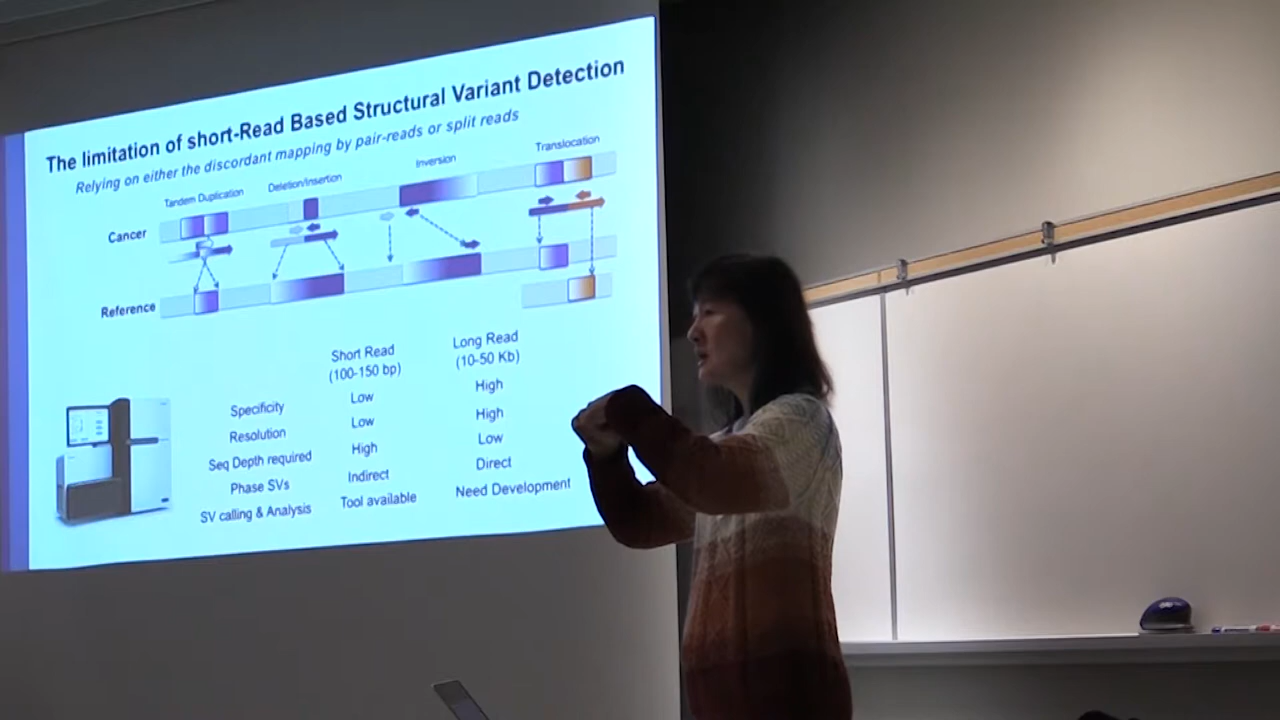 The limitation of short-Read Based Structural Variant Detection
Relying on either the discordant mapping by pair-reads or split reads
Tandem Duplication Deletion/Insertion Inversion Translocation
Cancer
Reference
Short Read Long Read
(100-150 bp) (10-50 Kb)
Specificity Low High
Resolution Low High
Seq Depth required High Low
Phase SVs Indirect Direct
SV calling & Analysis Tool available Need Development